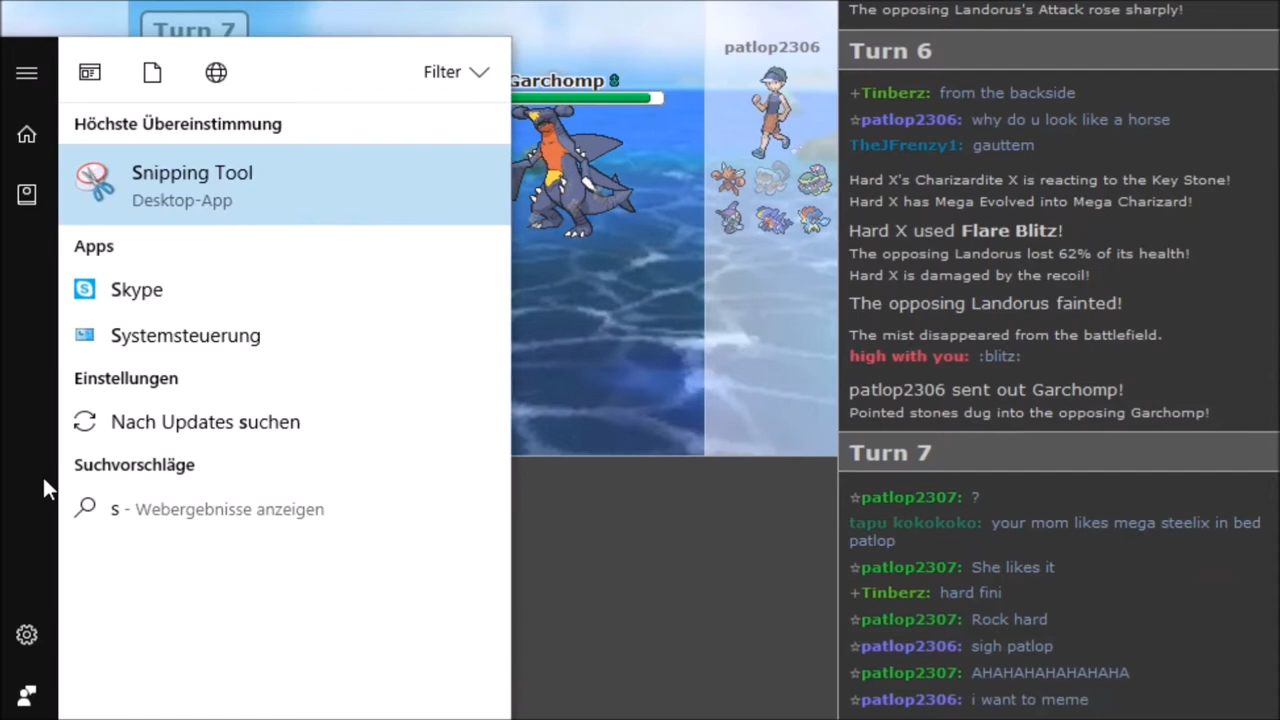 Turn 7
Filter
Höchste Übereinstimmung
Snipping Tool
Desktop-App
Apps
Skype
Systemsteuerung
Einstellungen
Nach Updates suchen
Suchvorschläge
s - Webergebnisse anzeigen
Garchomp
patlop2306
The opposing Landorus's Attack rose sharply!
Turn 6
+Tinberz: from the backside
☆patlop2306: why do u look like a horse
TheJFrenzy1: gauttem
Hard X's Charizardite X is reacting to the Key Stone!
Hard X has Mega Evolved into Mega Charizard!
Hard X used Flare Blitz!
The opposing Landorus lost 62% of its health!
Hard X is damaged by the recoil!
The opposing Landorus fainted!
The mist disappeared from the battlefield.
high with you: :blitz:
patlop2306 sent out Garchomp!
Pointed stones dug into the opposing Garchomp!
Turn 7
☆patlop2307: ?
tapu kokokoko: your mom likes mega steelix in bed
patlop
☆patlop2307: She likes it
+Tinberz: hard fini
☆patlop2307: Rock hard
☆patlop2306: sigh patlop
☆patlop2307: AHAHAHAHAHAHAHA
☆patlop2306: i want to meme